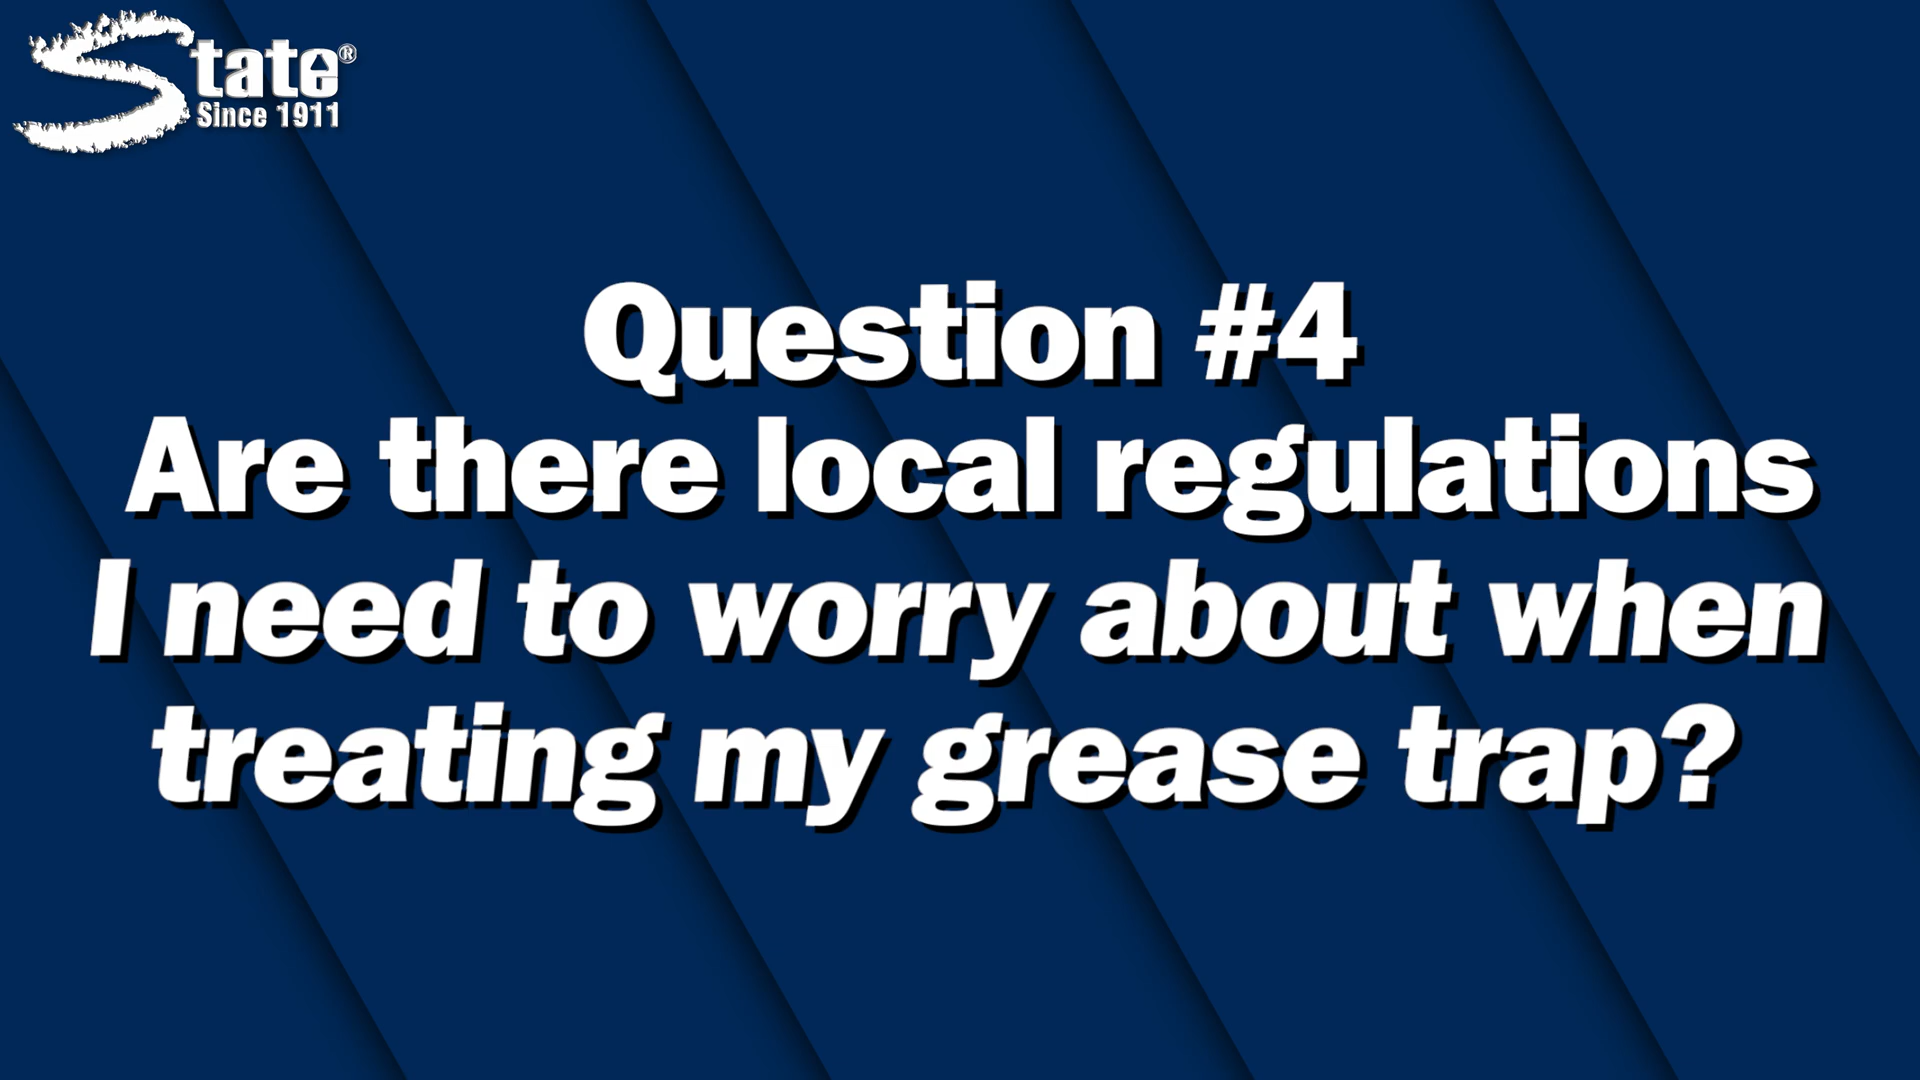 State®
Since 1911
Question #4
Are there local regulations
I need to worry about when
treating my grease trap?